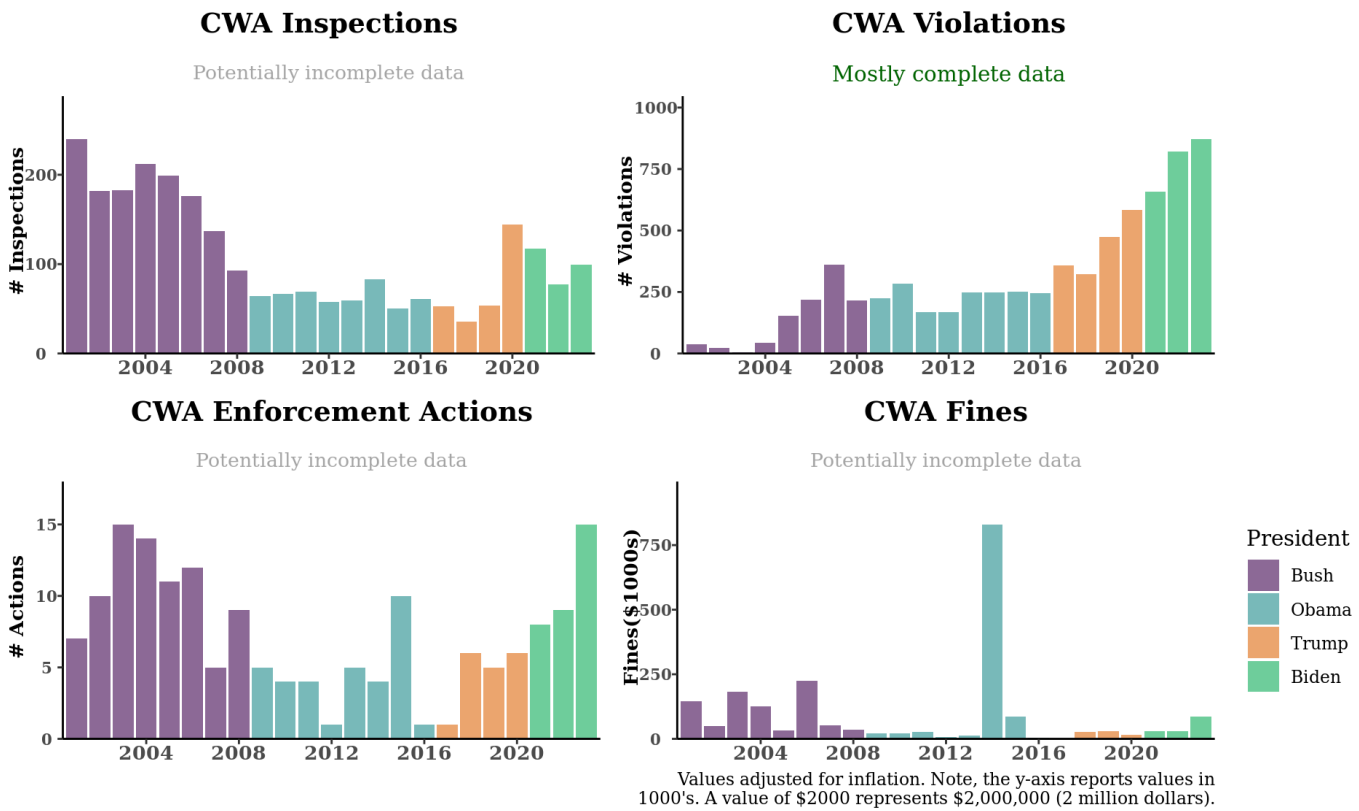 CWA Inspections
Potentially incomplete data
# Inspections
200
100
0
2004
2008
2012
2016
2020
CWA Violations
Mostly complete data
# Violations
1000
750
500
250
0
2004
2008
2012
2016
2020
CWA Enforcement Actions
Potentially incomplete data
# Actions
15
10
5
0
2004
2008
2012
2016
2020
CWA Fines
Potentially incomplete data
Fines($1000s)
750
500
250
0
2004
2008
2012
2016
2020
President
Bush
Obama
Trump
Biden
Values adjusted for inflation. Note, the y-axis reports values in
1000's. A value of $2000 represents $2,000,000 (2 million dollars).